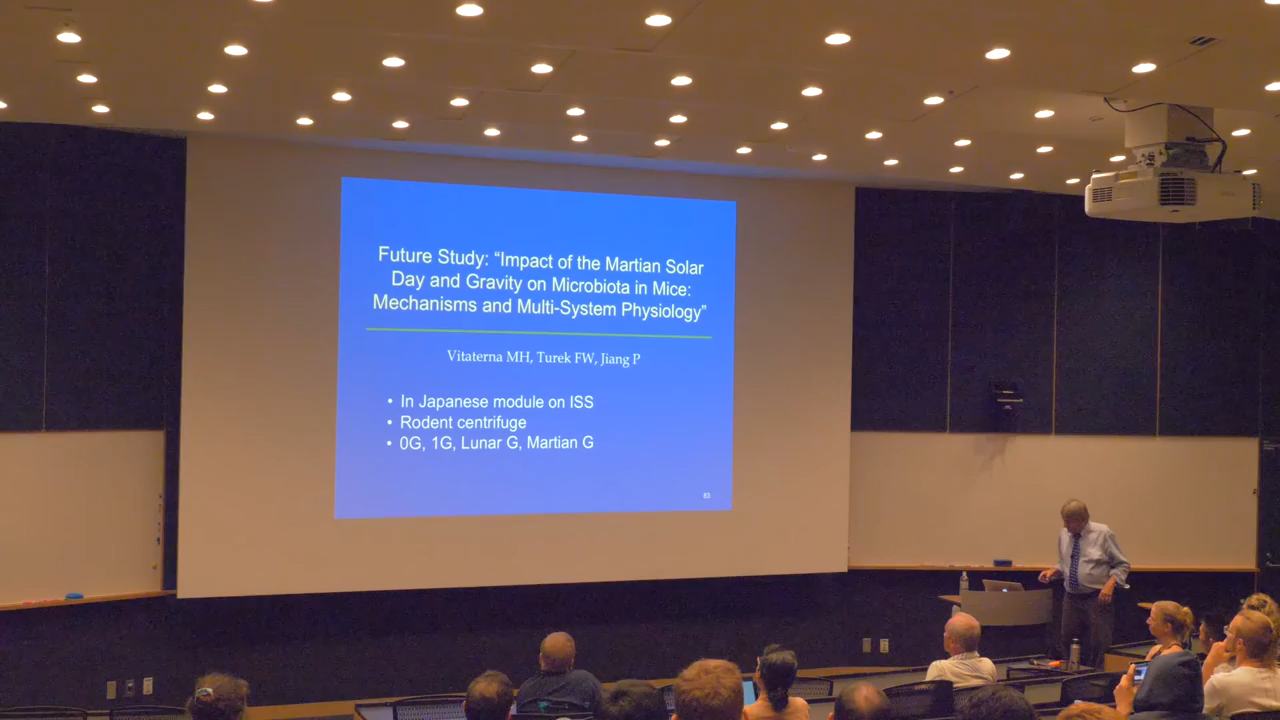 Future Study: “Impact of the Martian Solar
Day and Gravity on Microbiota in Mice:
Mechanisms and Multi-System Physiology”
Vitaterna MH, Turek FW, Jiang P
• In Japanese module on ISS
• Rodent centrifuge
• 0G, 1G, Lunar G, Martian G
63